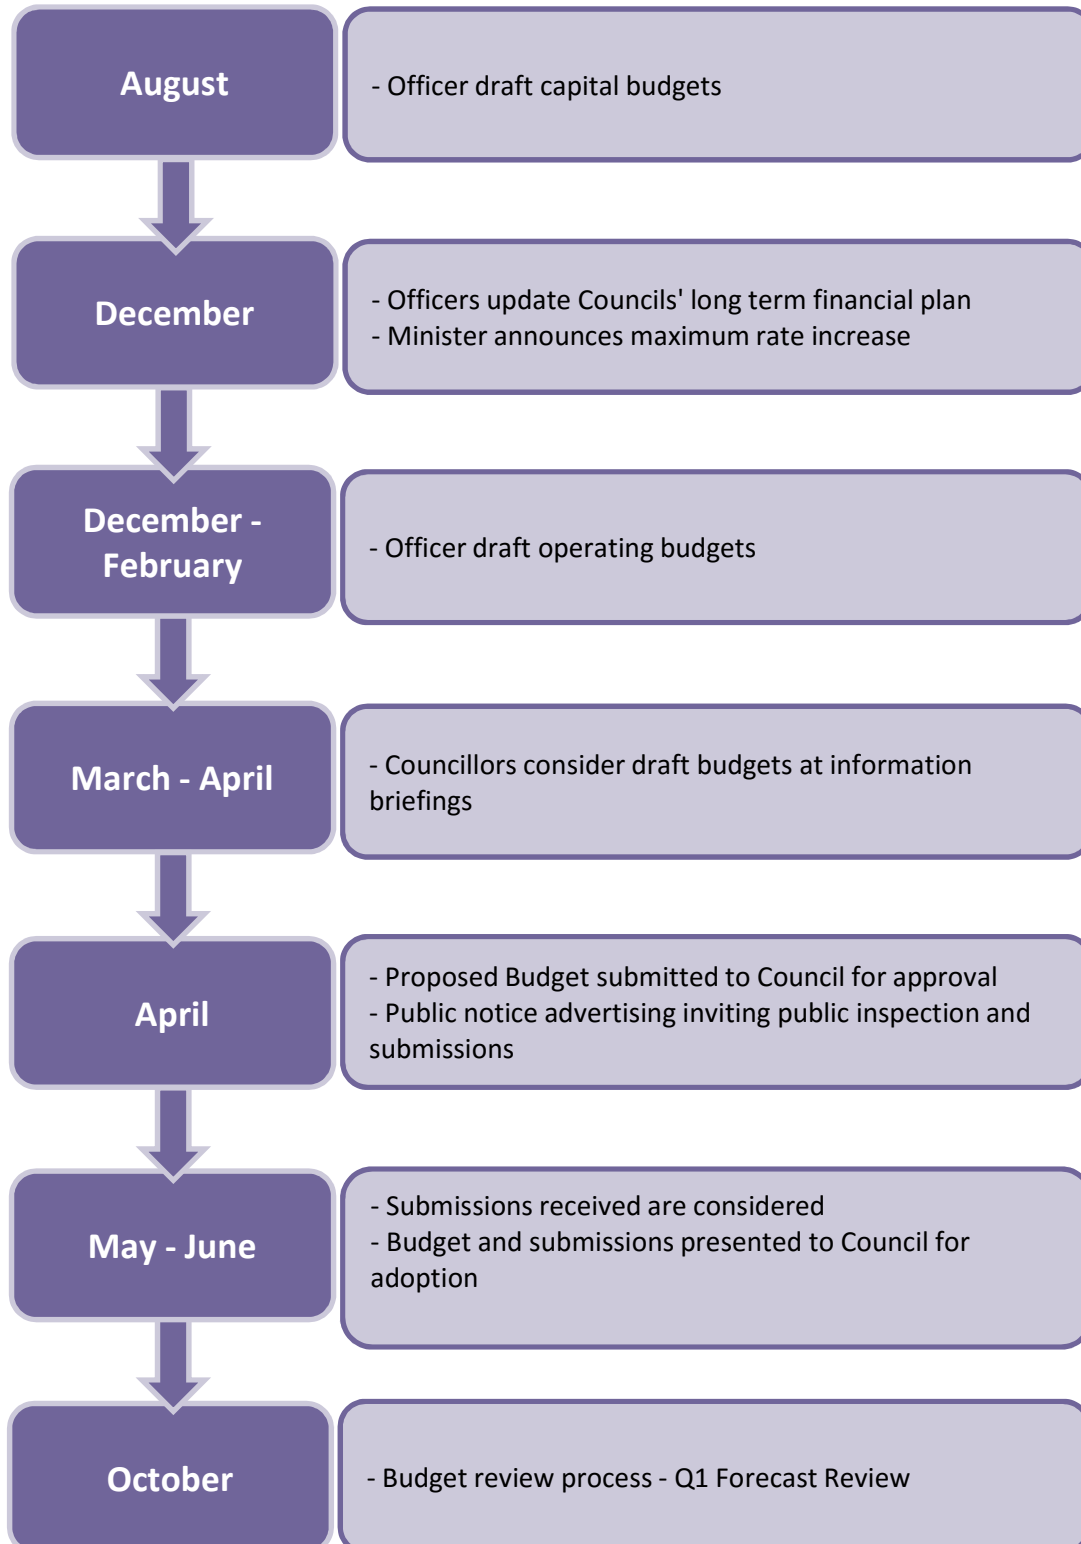 August
- Officer draft capital budgets
December
- Officers update Councils' long term financial plan
- Minister announces maximum rate increase
December -
February
- Officer draft operating budgets
March - April
- Councillors consider draft budgets at information
briefings
April
- Proposed Budget submitted to Council for approval
- Public notice advertising inviting public inspection and
submissions
May - June
- Submissions received are considered
- Budget and submissions presented to Council for
adoption
October
- Budget review process - Q1 Forecast Review